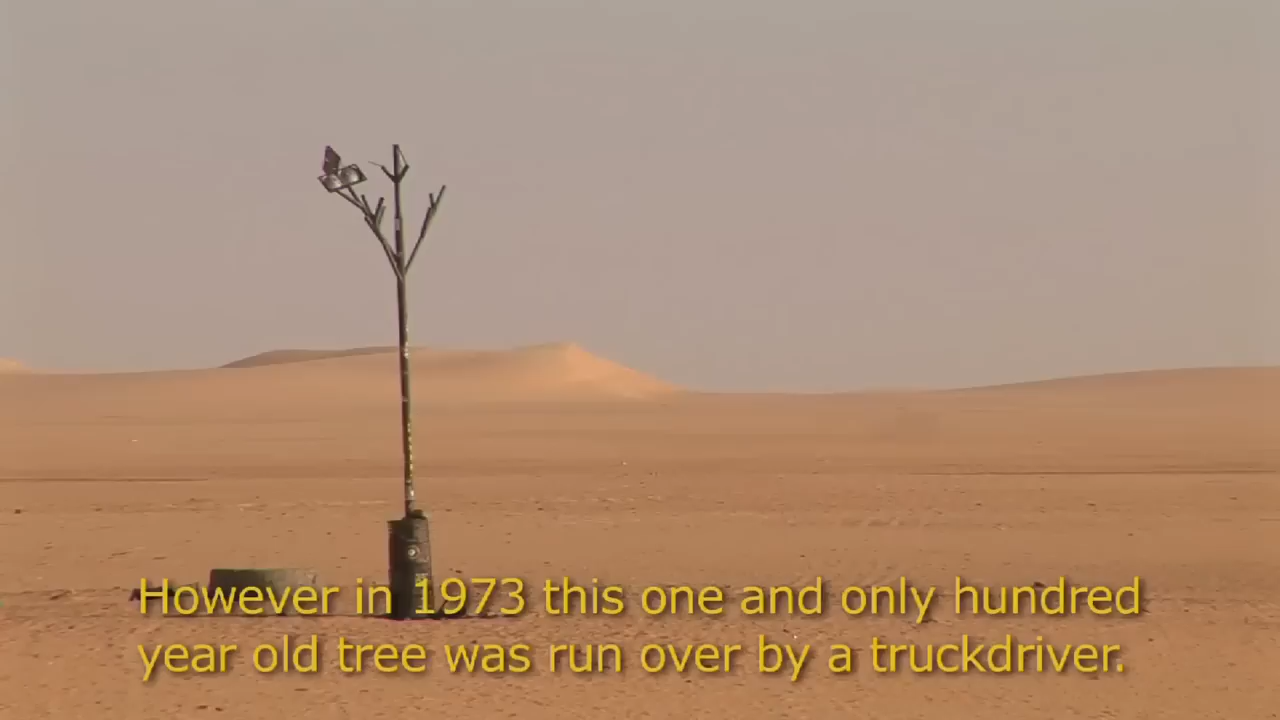 However in 1973 this one and only hundred
year old tree was run over by a truckdriver.